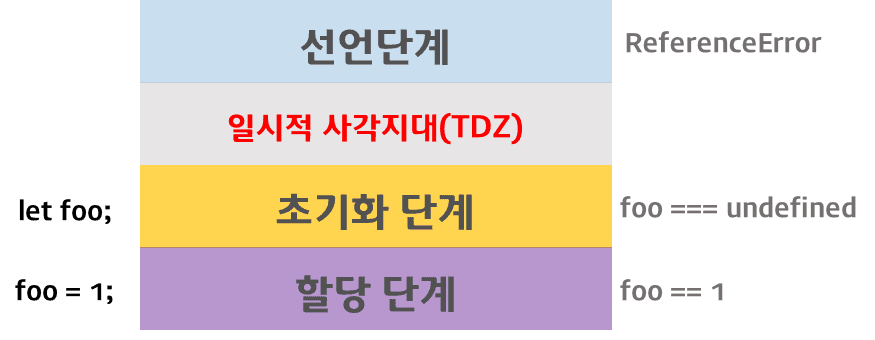 선언단계
ReferenceError
일시적 사각지대(TDZ)
let foo;
초기화 단계
foo === undefined
foo = 1;
할당 단계
foo == 1